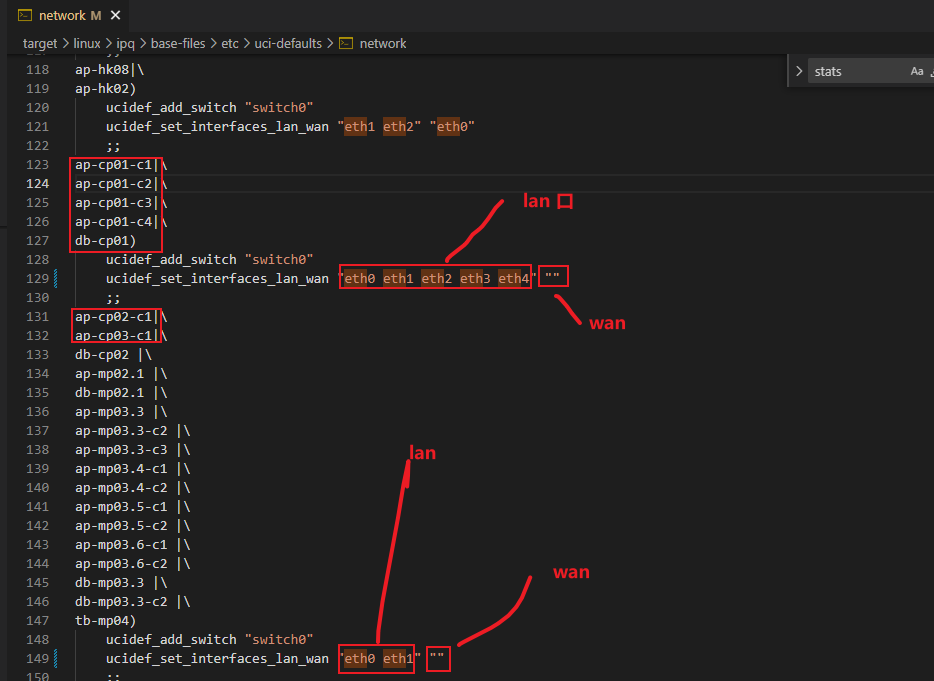 network M
target > linux > ipq > base-files > etc > uci-defaults > network
;;
118 ap-hk08|\
stats Aa
119 ap-hk02)
120 ucidef_add_switch "switch0"
121 ucidef_set_interfaces_lan_wan "eth1 eth2" "eth0"
122 ;;
123 ap-cp01-c1|\
124 ap-cp01-c2|\
125 ap-cp01-c3|\
lan 口
126 ap-cp01-c4|\
127 db-cp01)
128 ucidef_add_switch "switch0"
129 ucidef_set_interfaces_lan_wan "eth0 eth1 eth2 eth3 eth4" ""
130 ;;
131 ap-cp02-c1|\
wan
132 ap-cp03-c1|\
133 db-cp02 |\
134 ap-mp02.1 |\
135 db-mp02.1 |\
136 ap-mp03.3 |\
137 ap-mp03.3-c2 |\
138 ap-mp03.3-c3 |\
lan
139 ap-mp03.4-c1 |\
140 ap-mp03.4-c2 |\
141 ap-mp03.5-c1 |\
142 ap-mp03.5-c2 |\
143 ap-mp03.6-c1 |\
144 ap-mp03.6-c2 |\
wan
145 db-mp03.3 |\
146 db-mp03.3-c2 |\
147 tb-mp04)
148 ucidef_add_switch "switch0"
149 ucidef_set_interfaces_lan_wan "eth0 eth1" ""
150 ;;